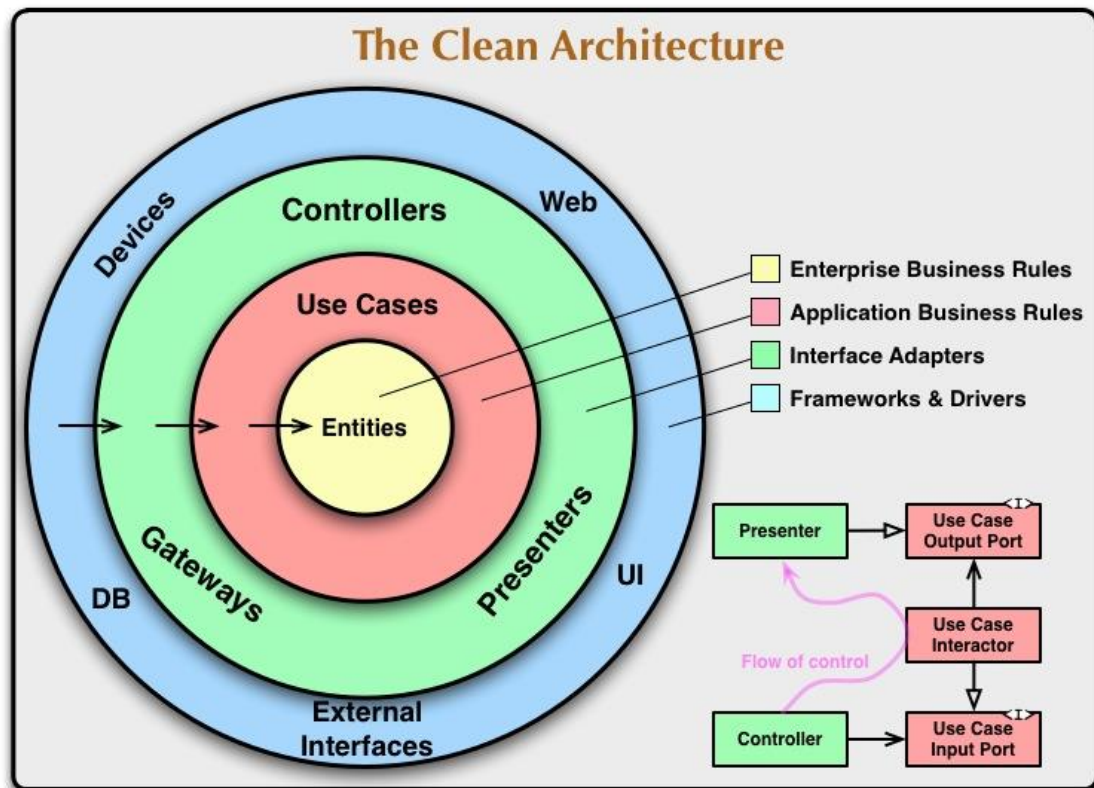 The Clean Architecture
Devices
Web
Controllers
Use Cases
Entities
Gateways
Presenters
DB
UI
External
Interfaces
Enterprise Business Rules
Application Business Rules
Interface Adapters
Frameworks & Drivers
Presenter
<I>
Use Case
Output Port
Flow of control
Use Case
Interactor
Controller
<I>
Use Case
Input Port